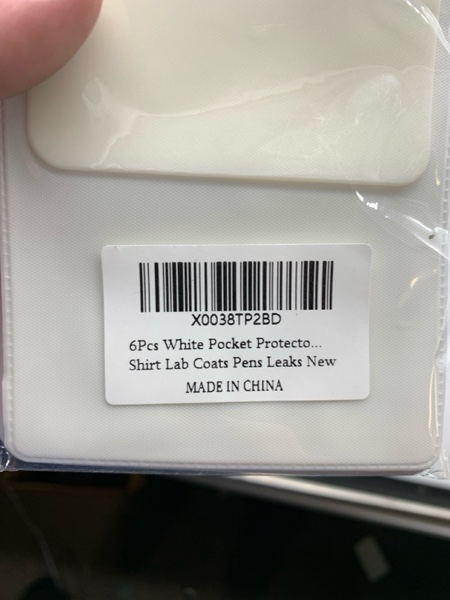 X0038TP2BD
6Pcs White Pocket Protecto...
Shirt Lab Coats Pens Leaks New
MADE IN CHINA